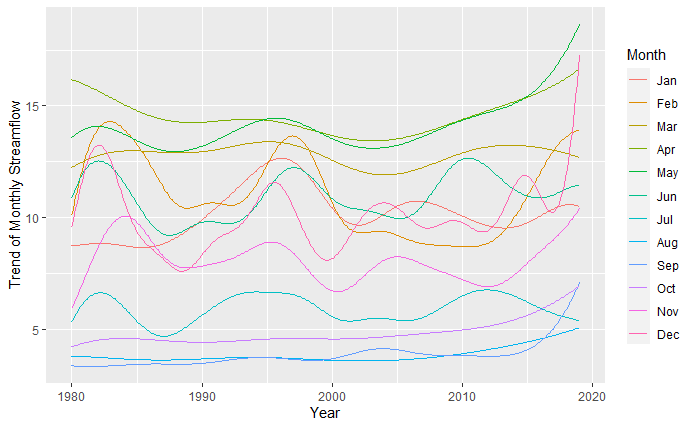 Trend of Monthly Streamflow
15
10
5
1980
1990
2000
2010
2020
Year
Month
Jan
Feb
Mar
Apr
May
Jun
Jul
Aug
Sep
Oct
Nov
Dec